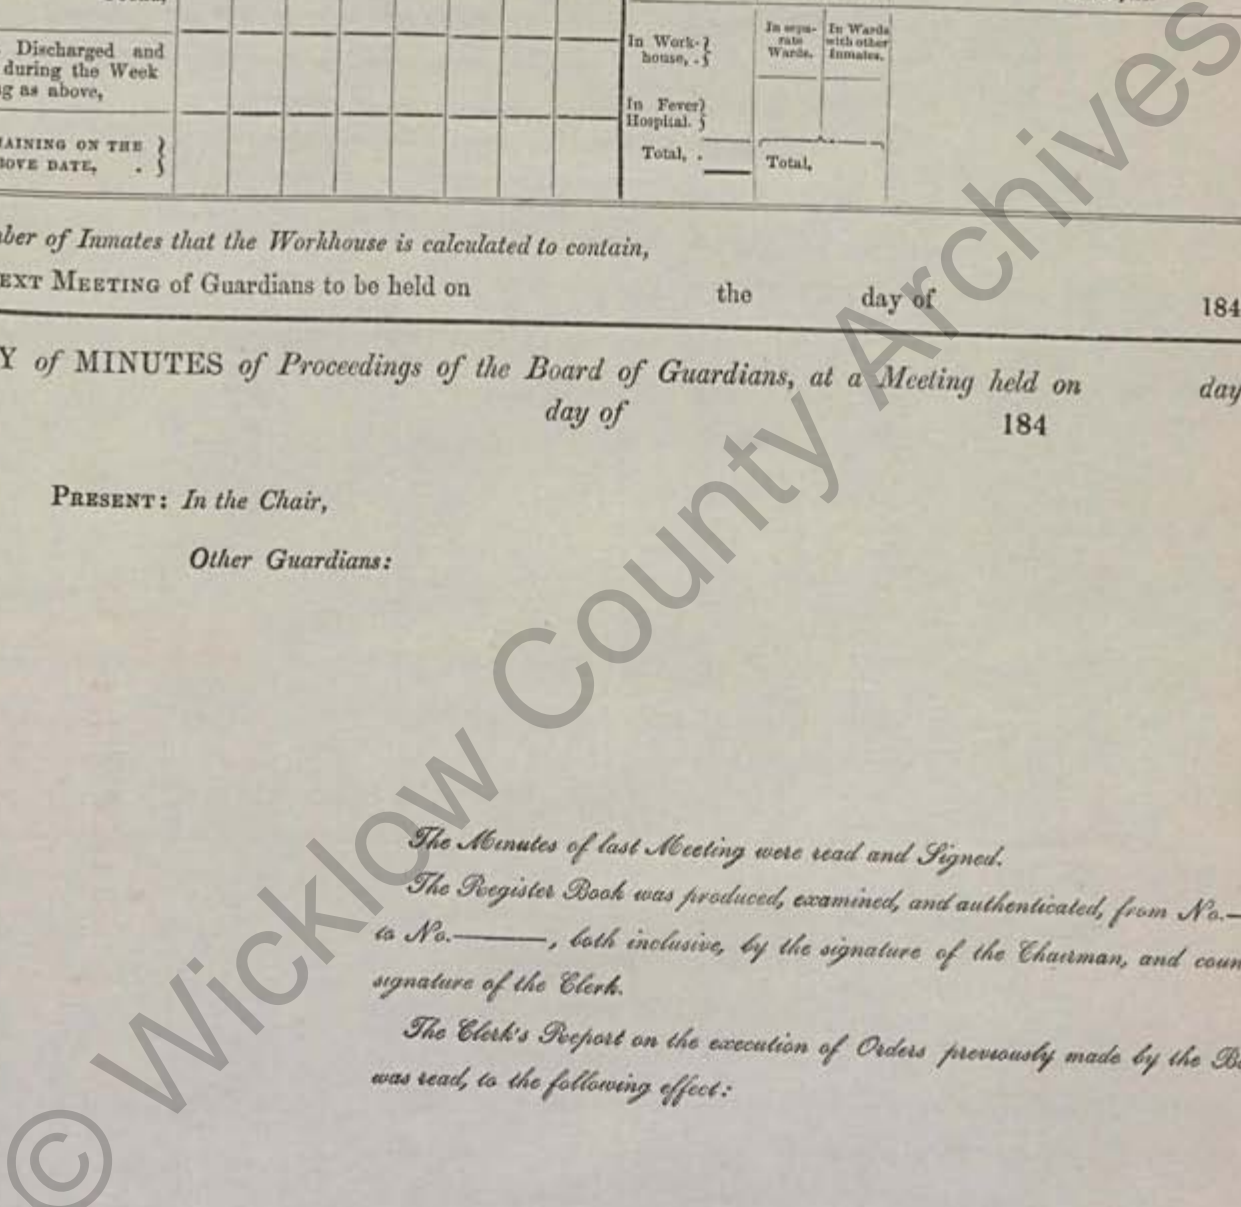 Discharged and
during the Week
as above,
AINING ON THE
OVE DATE, .
In Work-
house, .
In Fever
Hospital.
Total, .
In sepa-
rate
Wards.
In Wards
with other
Inmates.
Total,
ber of Inmates that the Workhouse is calculated to contain,
EXT MEETING of Guardians to be held on the day of 184
Y of MINUTES of Proceedings of the Board of Guardians, at a Meeting held on day
day of 184
PRESENT: In the Chair,
Other Guardians:
The Minutes of last Meeting were read and Signed.
The Register Book was produced, examined, and authenticated, from No.—
to No.———, both inclusive, by the signature of the Chairman, and coun
signature of the Clerk.
The Clerk's Report on the execution of Orders previously made by the B
was read, to the following effect:
© Wicklow County Archives